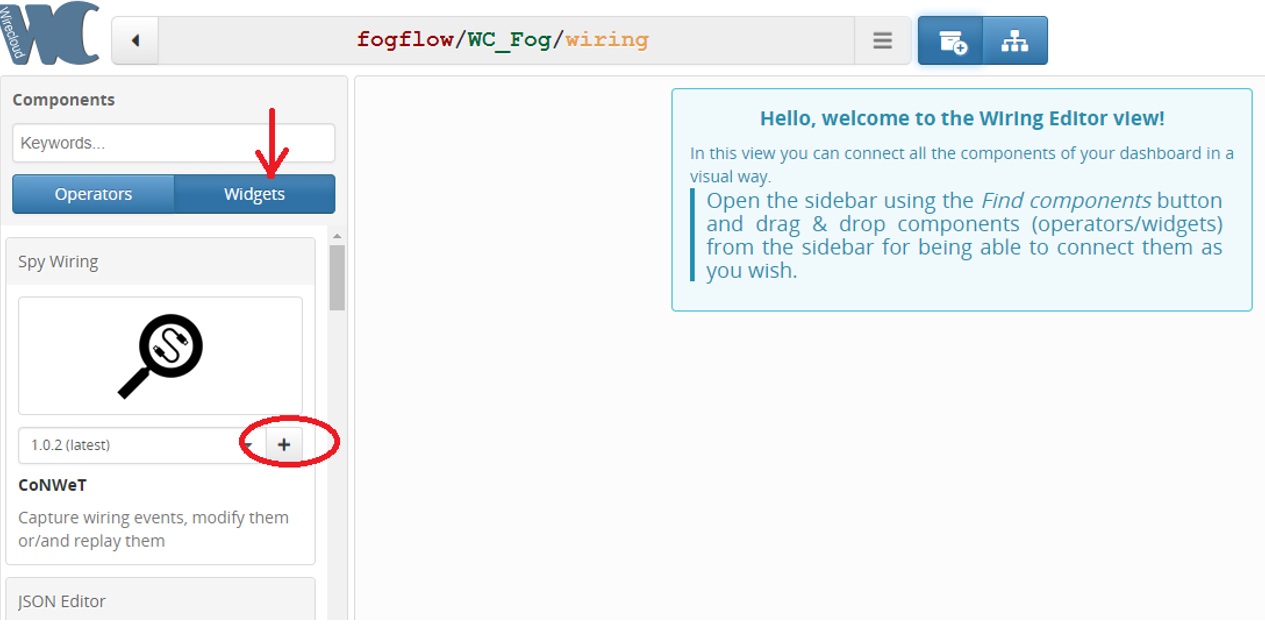 Wirecloud
WC
fogflow/WC_Fog/wiring
Components
Keywords...
Operators
Widgets
Spy Wiring
1.0.2 (latest)
+
CoNWeT
Capture wiring events, modify them
or/and replay them
JSON Editor
Hello, welcome to the Wiring Editor view!
In this view you can connect all the components of your dashboard in a
visual way.
Open the sidebar using the Find components button
and drag & drop components (operators/widgets)
from the sidebar for being able to connect them as
you wish.